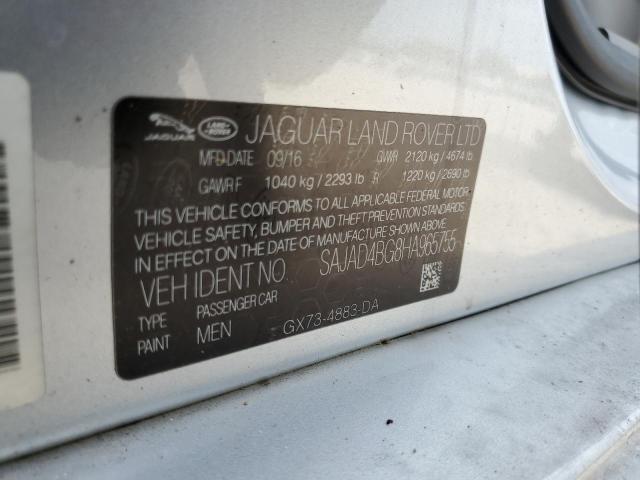 JAGUAR LAND ROVER JAGUAR LAND ROVER LTD
MFD DATE 09/16 GVWR 2120 kg / 4674 lb
GAWR F 1040 kg / 2293 lb R 1220 kg / 2690 lb
THIS VEHICLE CONFORMS TO ALL APPLICABLE FEDERAL MOTOR
VEHICLE SAFETY, BUMPER AND THEFT PREVENTION STANDARDS
IN EFFECT ON THE DATE OF MANUFACTURE SHOWN ABOVE.
VEH IDENT NO. SAJAD4BG8HA965755
TYPE PASSENGER CAR
PAINT MEN GX73-4883-DA